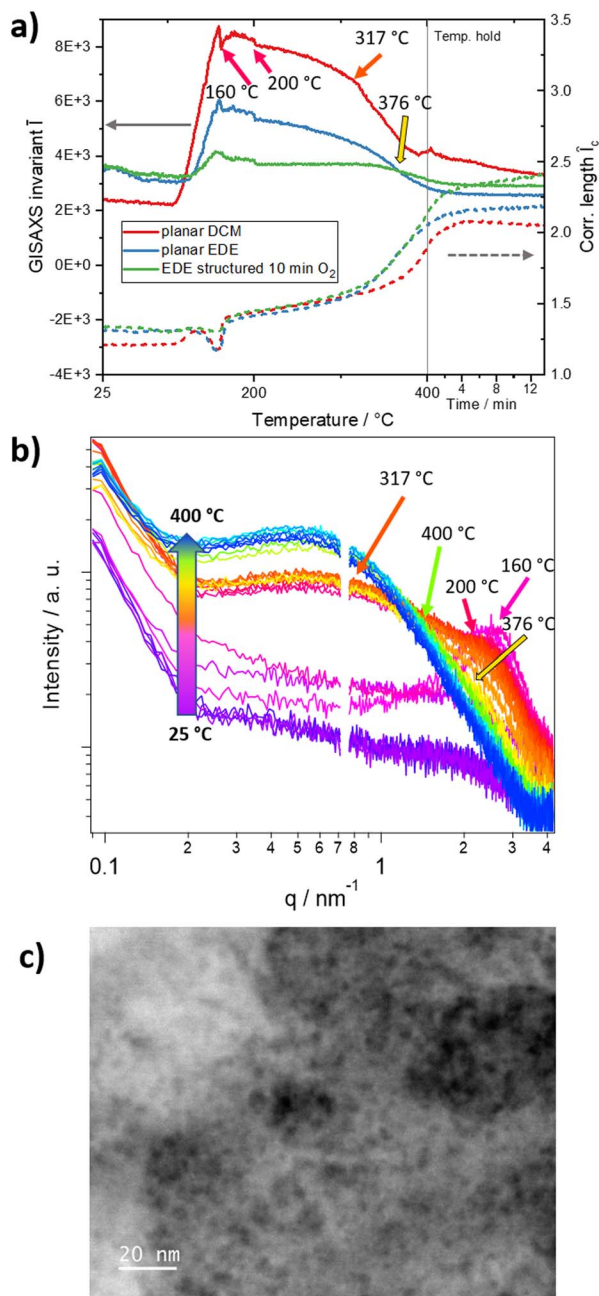 a)
317 °C
Temp. hold
200 °C
160 °C
376 °C
GISAXS invariant Ī
8E+3
6E+3
4E+3
2E+3
0E+0
-2E+3
-4E+3
planar DCM
planar EDE
EDE structured 10 min O₂
3.5
3.0
2.5
2.0
1.5
1.0
Corr. length l̂_c
25 200 400 4 8 12
Temperature / °C Time / min
b)
317 °C
400 °C
400 °C
200 °C
160 °C
376 °C
25 °C
Intensity / a. u.
0.1 2 3 4 5 6 7 8 1 2 3 4
q / nm⁻¹
c)
20 nm